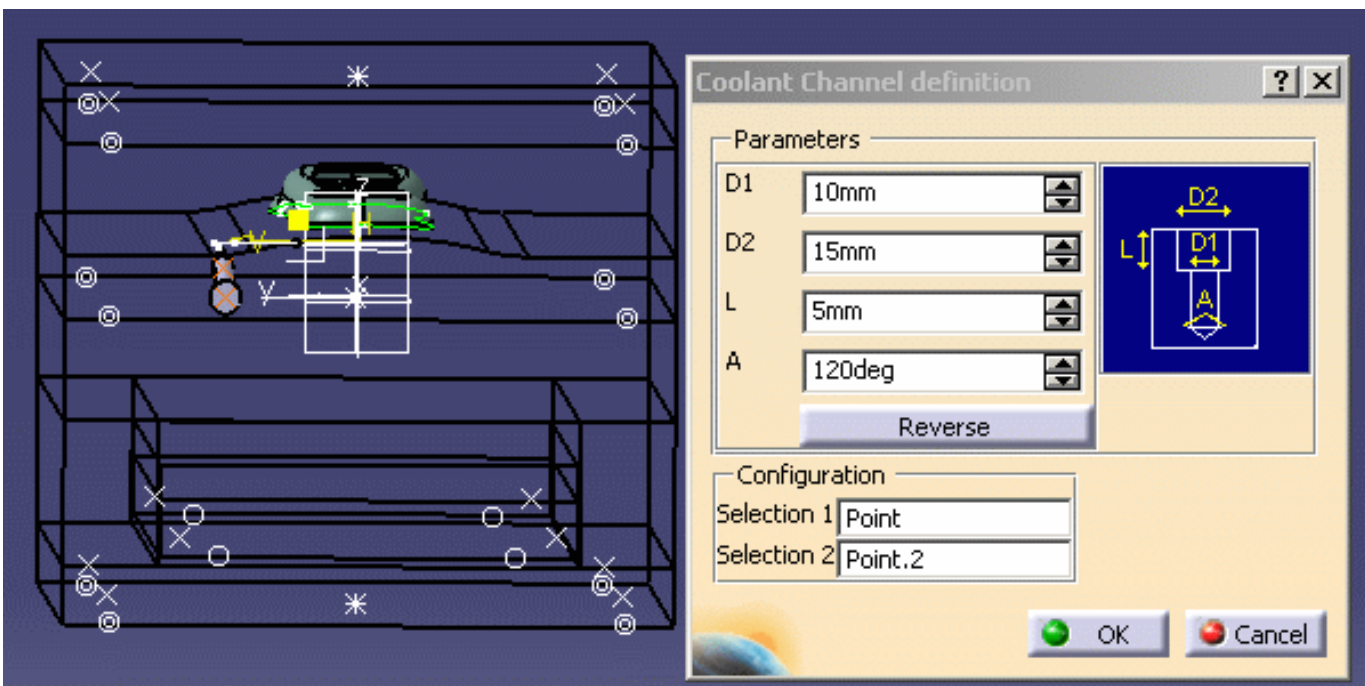 Coolant Channel definition
Parameters
D1 10mm
D2 15mm
L 5mm
A 120deg
Reverse
D2
L D1
A
Configuration
Selection 1 Point
Selection 2 Point.2
OK Cancel
Z
V H
Y